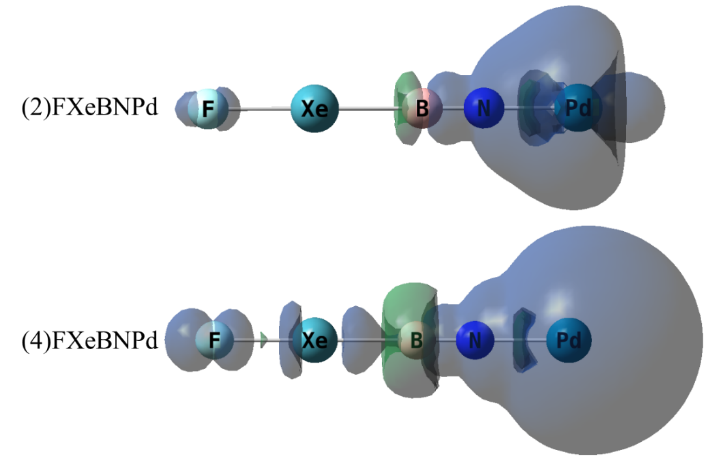 (2)FXeBNPd F Xe B N Pd
(4)FXeBNPd F Xe B N Pd